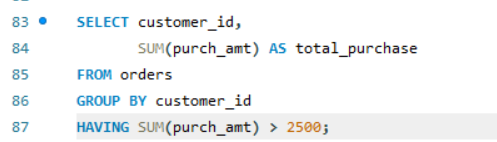 83 SELECT customer_id,
84 SUM(purch_amt) AS total_purchase
85 FROM orders
86 GROUP BY customer_id
87 HAVING SUM(purch_amt) > 2500;